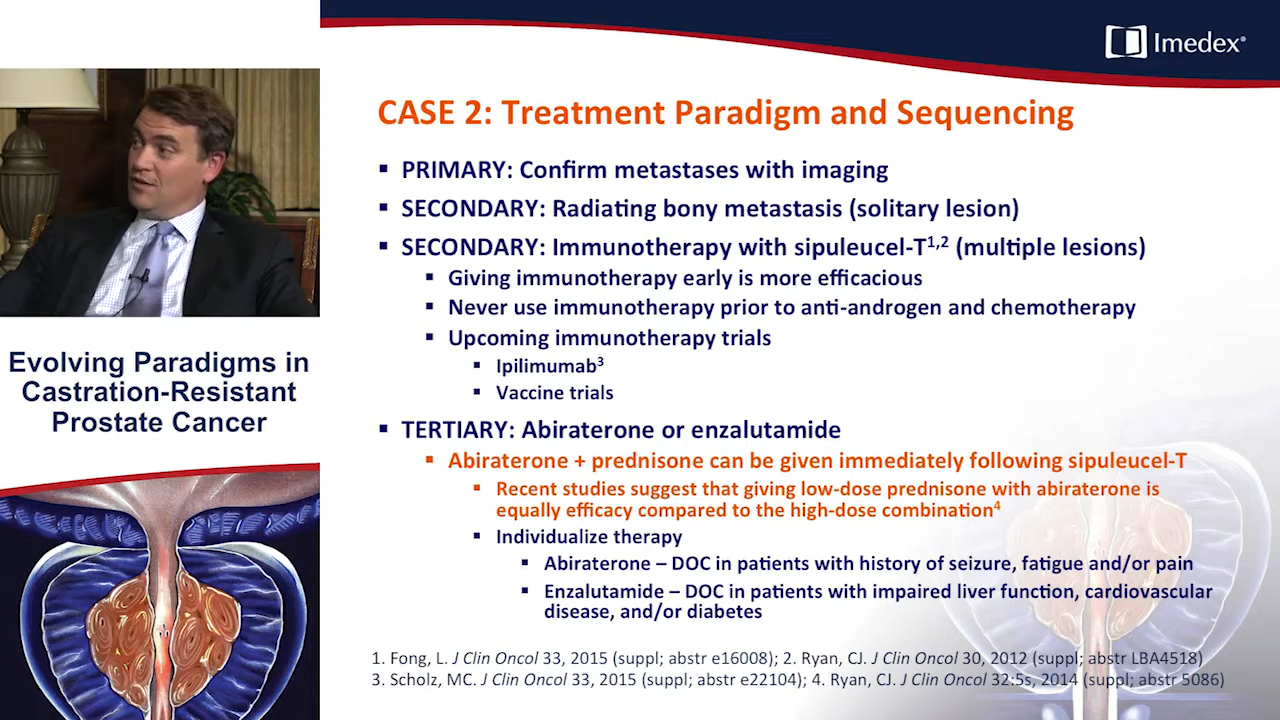 Imedex®
CASE 2: Treatment Paradigm and Sequencing
▪ PRIMARY: Confirm metastases with imaging
▪ SECONDARY: Radiating bony metastasis (solitary lesion)
▪ SECONDARY: Immunotherapy with sipuleucel-T1,2 (multiple lesions)
▪ Giving immunotherapy early is more efficacious
▪ Never use immunotherapy prior to anti-androgen and chemotherapy
▪ Upcoming immunotherapy trials
▪ Ipilimumab3
▪ Vaccine trials
▪ TERTIARY: Abiraterone or enzalutamide
▪ Abiraterone + prednisone can be given immediately following sipuleucel-T
▪ Recent studies suggest that giving low-dose prednisone with abiraterone is
equally efficacy compared to the high-dose combination4
▪ Individualize therapy
▪ Abiraterone – DOC in patients with history of seizure, fatigue and/or pain
▪ Enzalutamide – DOC in patients with impaired liver function, cardiovascular
disease, and/or diabetes
1. Fong, L. J Clin Oncol 33, 2015 (suppl; abstr e16008); 2. Ryan, CJ. J Clin Oncol 30, 2012 (suppl; abstr LBA4518)
3. Scholz, MC. J Clin Oncol 33, 2015 (suppl; abstr e22104); 4. Ryan, CJ. J Clin Oncol 32:5s, 2014 (suppl; abstr 5086)
Evolving Paradigms in
Castration-Resistant
Prostate Cancer